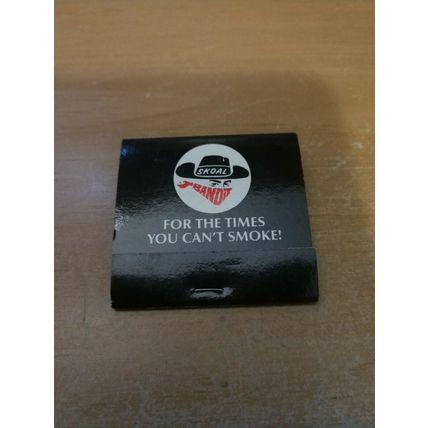 SKOAL
BANDIT
FOR THE TIMES
YOU CAN'T SMOKE!